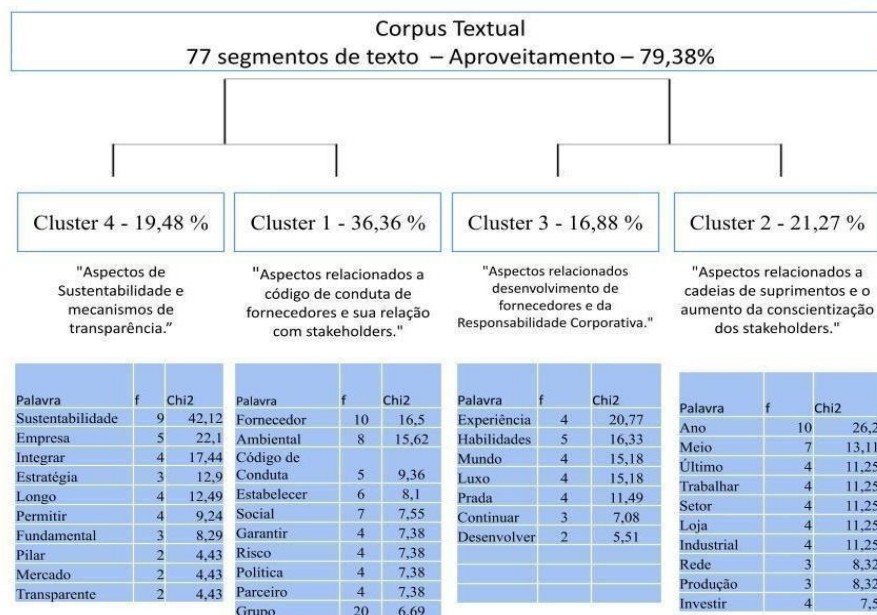 Corpus Textual
77 segmentos de texto – Aproveitamento – 79,38%
Cluster 4 - 19,48 %
"Aspectos de
Sustentabilidade e
mecanismos de
transparência.”
Palavra f Chi2
Sustentabilidade 9 42,12
Empresa 5 22,1
Integrar 4 17,44
Estratégia 3 12,9
Longo 4 12,49
Permitir 4 9,24
Fundamental 3 8,29
Pilar 2 4,43
Mercado 2 4,43
Transparente 2 4,43
Cluster 1 - 36,36 %
"Aspectos relacionados a
código de conduta de
fornecedores e sua relação
com stakeholders."
Palavra f Chi2
Fornecedor 10 16,5
Ambiental 8 15,62
Código de
Conduta 5 9,36
Estabelecer 6 8,1
Social 7 7,55
Garantir 4 7,38
Risco 4 7,38
Política 4 7,38
Parceiro 4 7,38
Grupo 20 6,69
Cluster 3 - 16,88 %
"Aspectos relacionados
desenvolvimento de
fornecedores e da
Responsabilidade Corporativa."
Palavra f Chi2
Experiência 4 20,77
Habilidades 5 16,33
Mundo 4 15,18
Luxo 4 15,18
Prada 4 11,49
Continuar 3 7,08
Desenvolver 2 5,51
Cluster 2 - 21,27 %
"Aspectos relacionados a
cadeias de suprimentos e o
aumento da conscientização
dos stakeholders."
Palavra f Chi2
Ano 10 26,2
Meio 7 13,11
Último 4 11,25
Trabalhar 4 11,25
Setor 4 11,25
Loja 4 11,25
Industrial 4 11,25
Rede 3 8,32
Produção 3 8,32
Investir 4 7,5